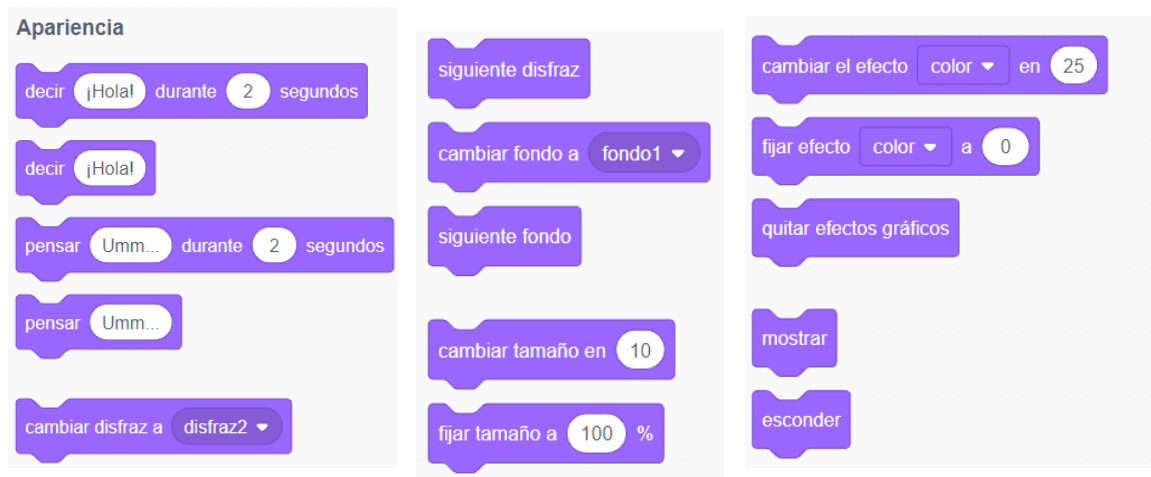 Apariencia
decir ¡Hola! durante 2 segundos
decir ¡Hola!
pensar Umm... durante 2 segundos
pensar Umm...
cambiar disfraz a disfraz2
siguiente disfraz
cambiar fondo a fondo1
siguiente fondo
cambiar tamaño en 10
fijar tamaño a 100 %
cambiar el efecto color en 25
fijar efecto color a 0
quitar efectos gráficos
mostrar
esconder